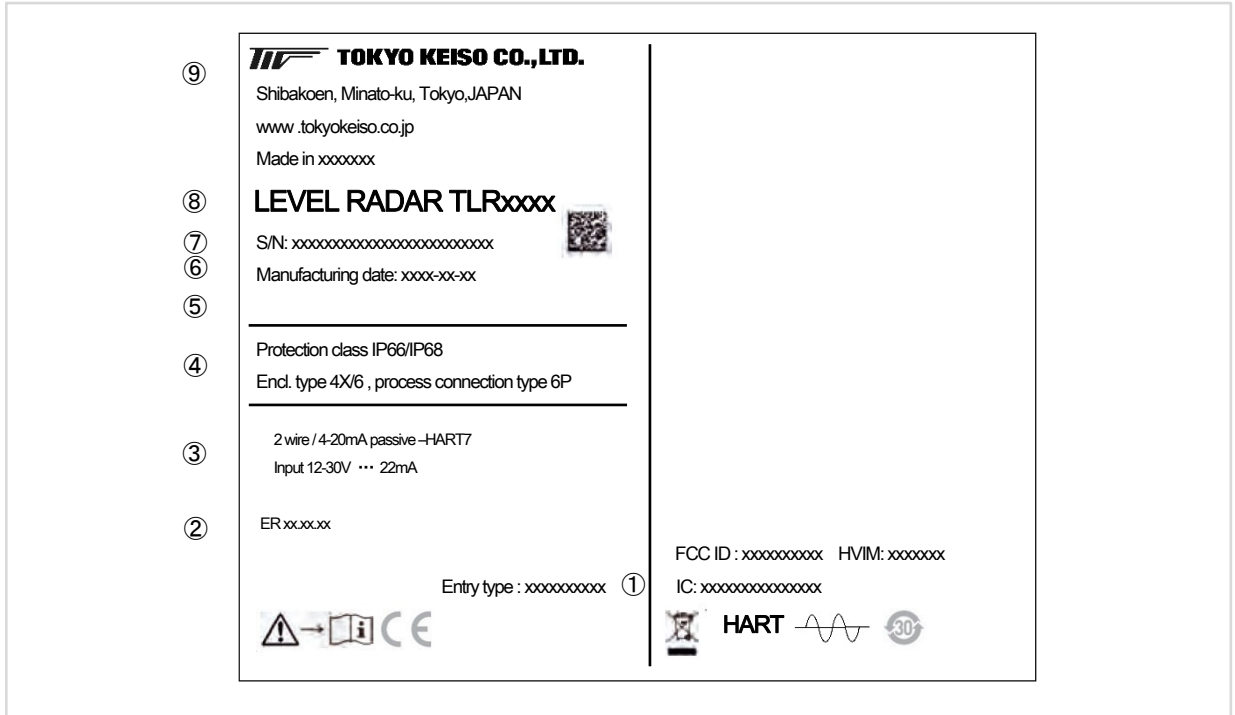 ⑨ TOKYO KEISO CO.,LTD.
Shibakoen, Minato-ku, Tokyo,JAPAN
www .tokyokeiso.co.jp
Made in xxxxxxx
⑧ LEVEL RADAR TLRxxxx
⑦ S/N: xxxxxxxxxxxxxxxxxxxxxxxxx
⑥ Manufacturing date: xxxx-xx-xx
⑤
④ Protection class IP66/IP68
Encl. type 4X/6 , process connection type 6P
③ 2 wire / 4-20mA passive –HART7
Input 12-30V ⋯ 22mA
② ER xx.xx.xx
Entry type : xxxxxxxxxx ①
i CE
FCC ID : xxxxxxxxxx HVIM: xxxxxxx
IC: xxxxxxxxxxxxxxx
HART 30